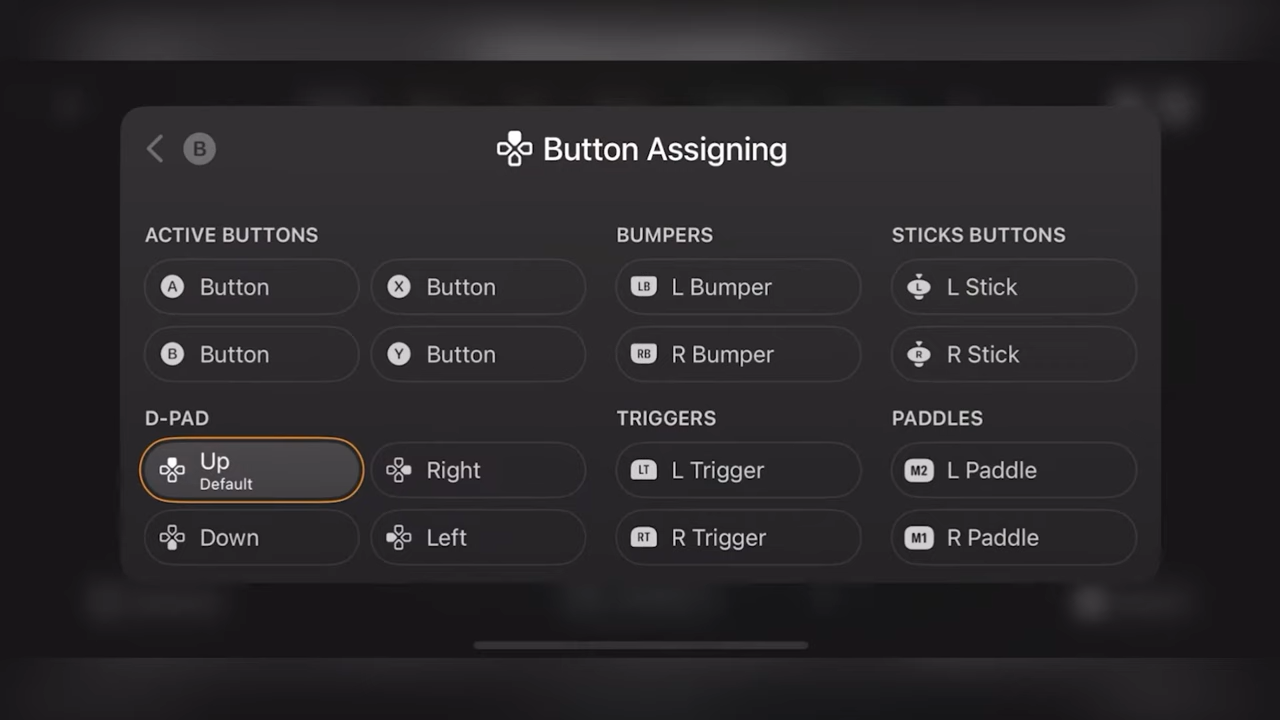 B
Button Assigning
ACTIVE BUTTONS
A Button
X Button
B Button
Y Button
BUMPERS
LB L Bumper
RB R Bumper
STICKS BUTTONS
L L Stick
R R Stick
D-PAD
Up
Default
Right
Down
Left
TRIGGERS
LT L Trigger
RT R Trigger
PADDLES
M2 L Paddle
M1 R Paddle